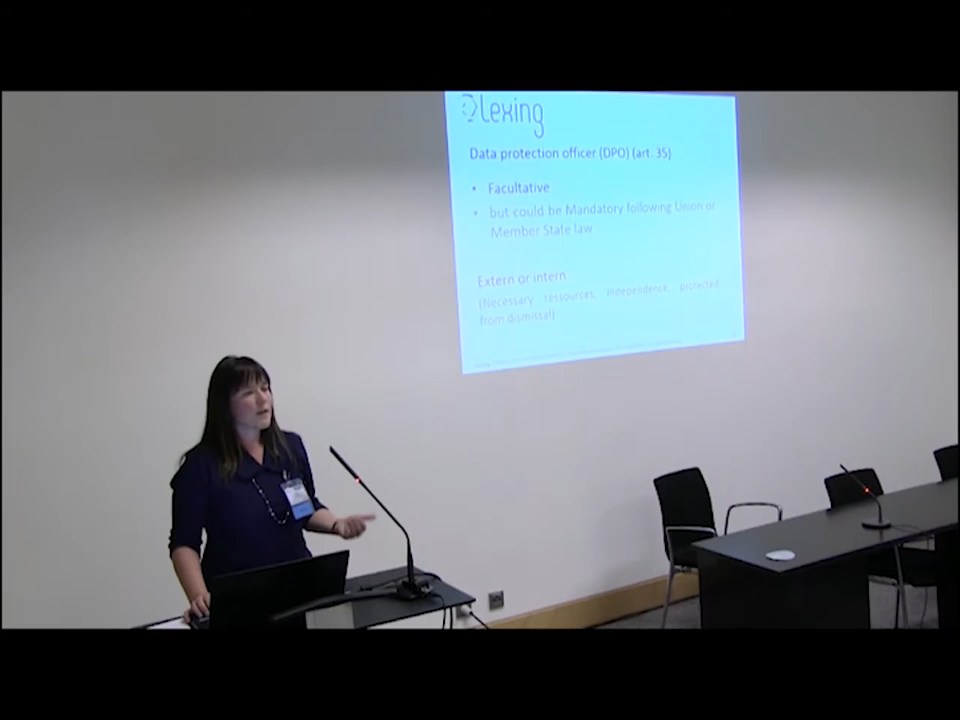 Lexing
Data protection officer (DPO) (art. 35)
• Facultative
• but could be Mandatory following Union or
Member State law
Extern or intern
(Necessary ressources, independence, protected
from dismissal)